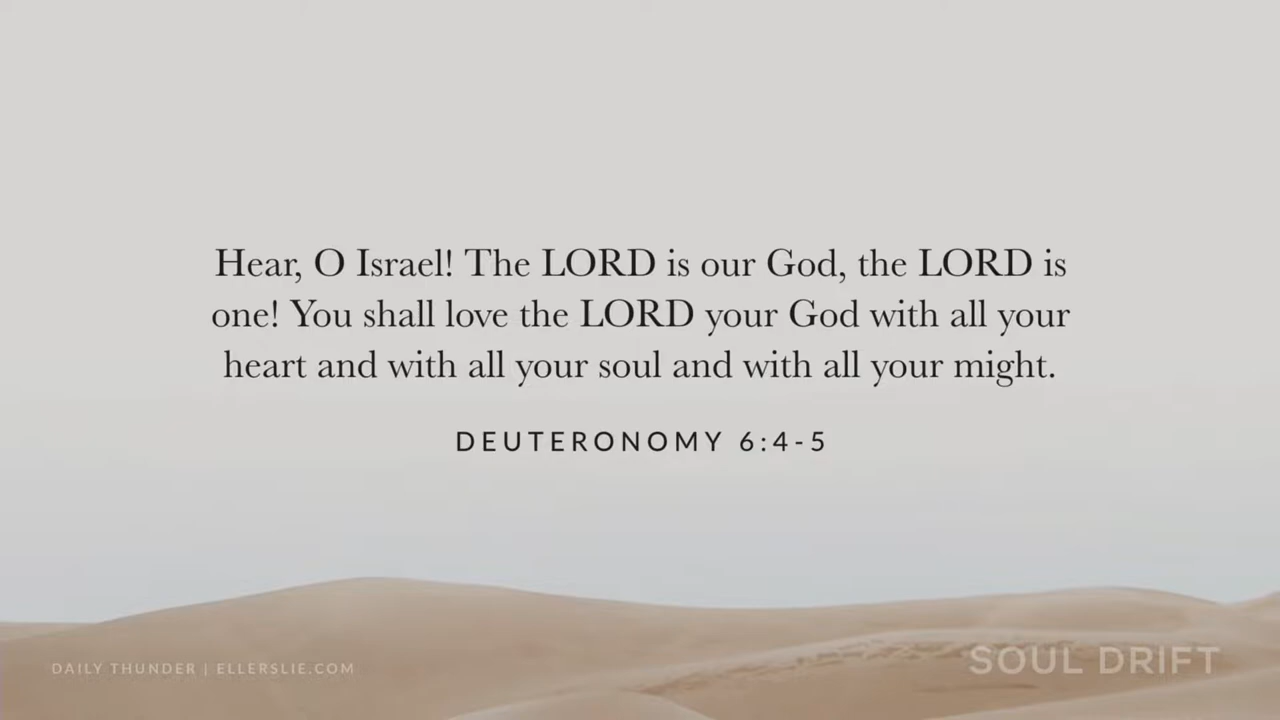 Hear, O Israel! The LORD is our God, the LORD is
one! You shall love the LORD your God with all your
heart and with all your soul and with all your might.
DEUTERONOMY 6:4-5
DAILY THUNDER | ELLERSLIE.COM
SOUL DRIFT